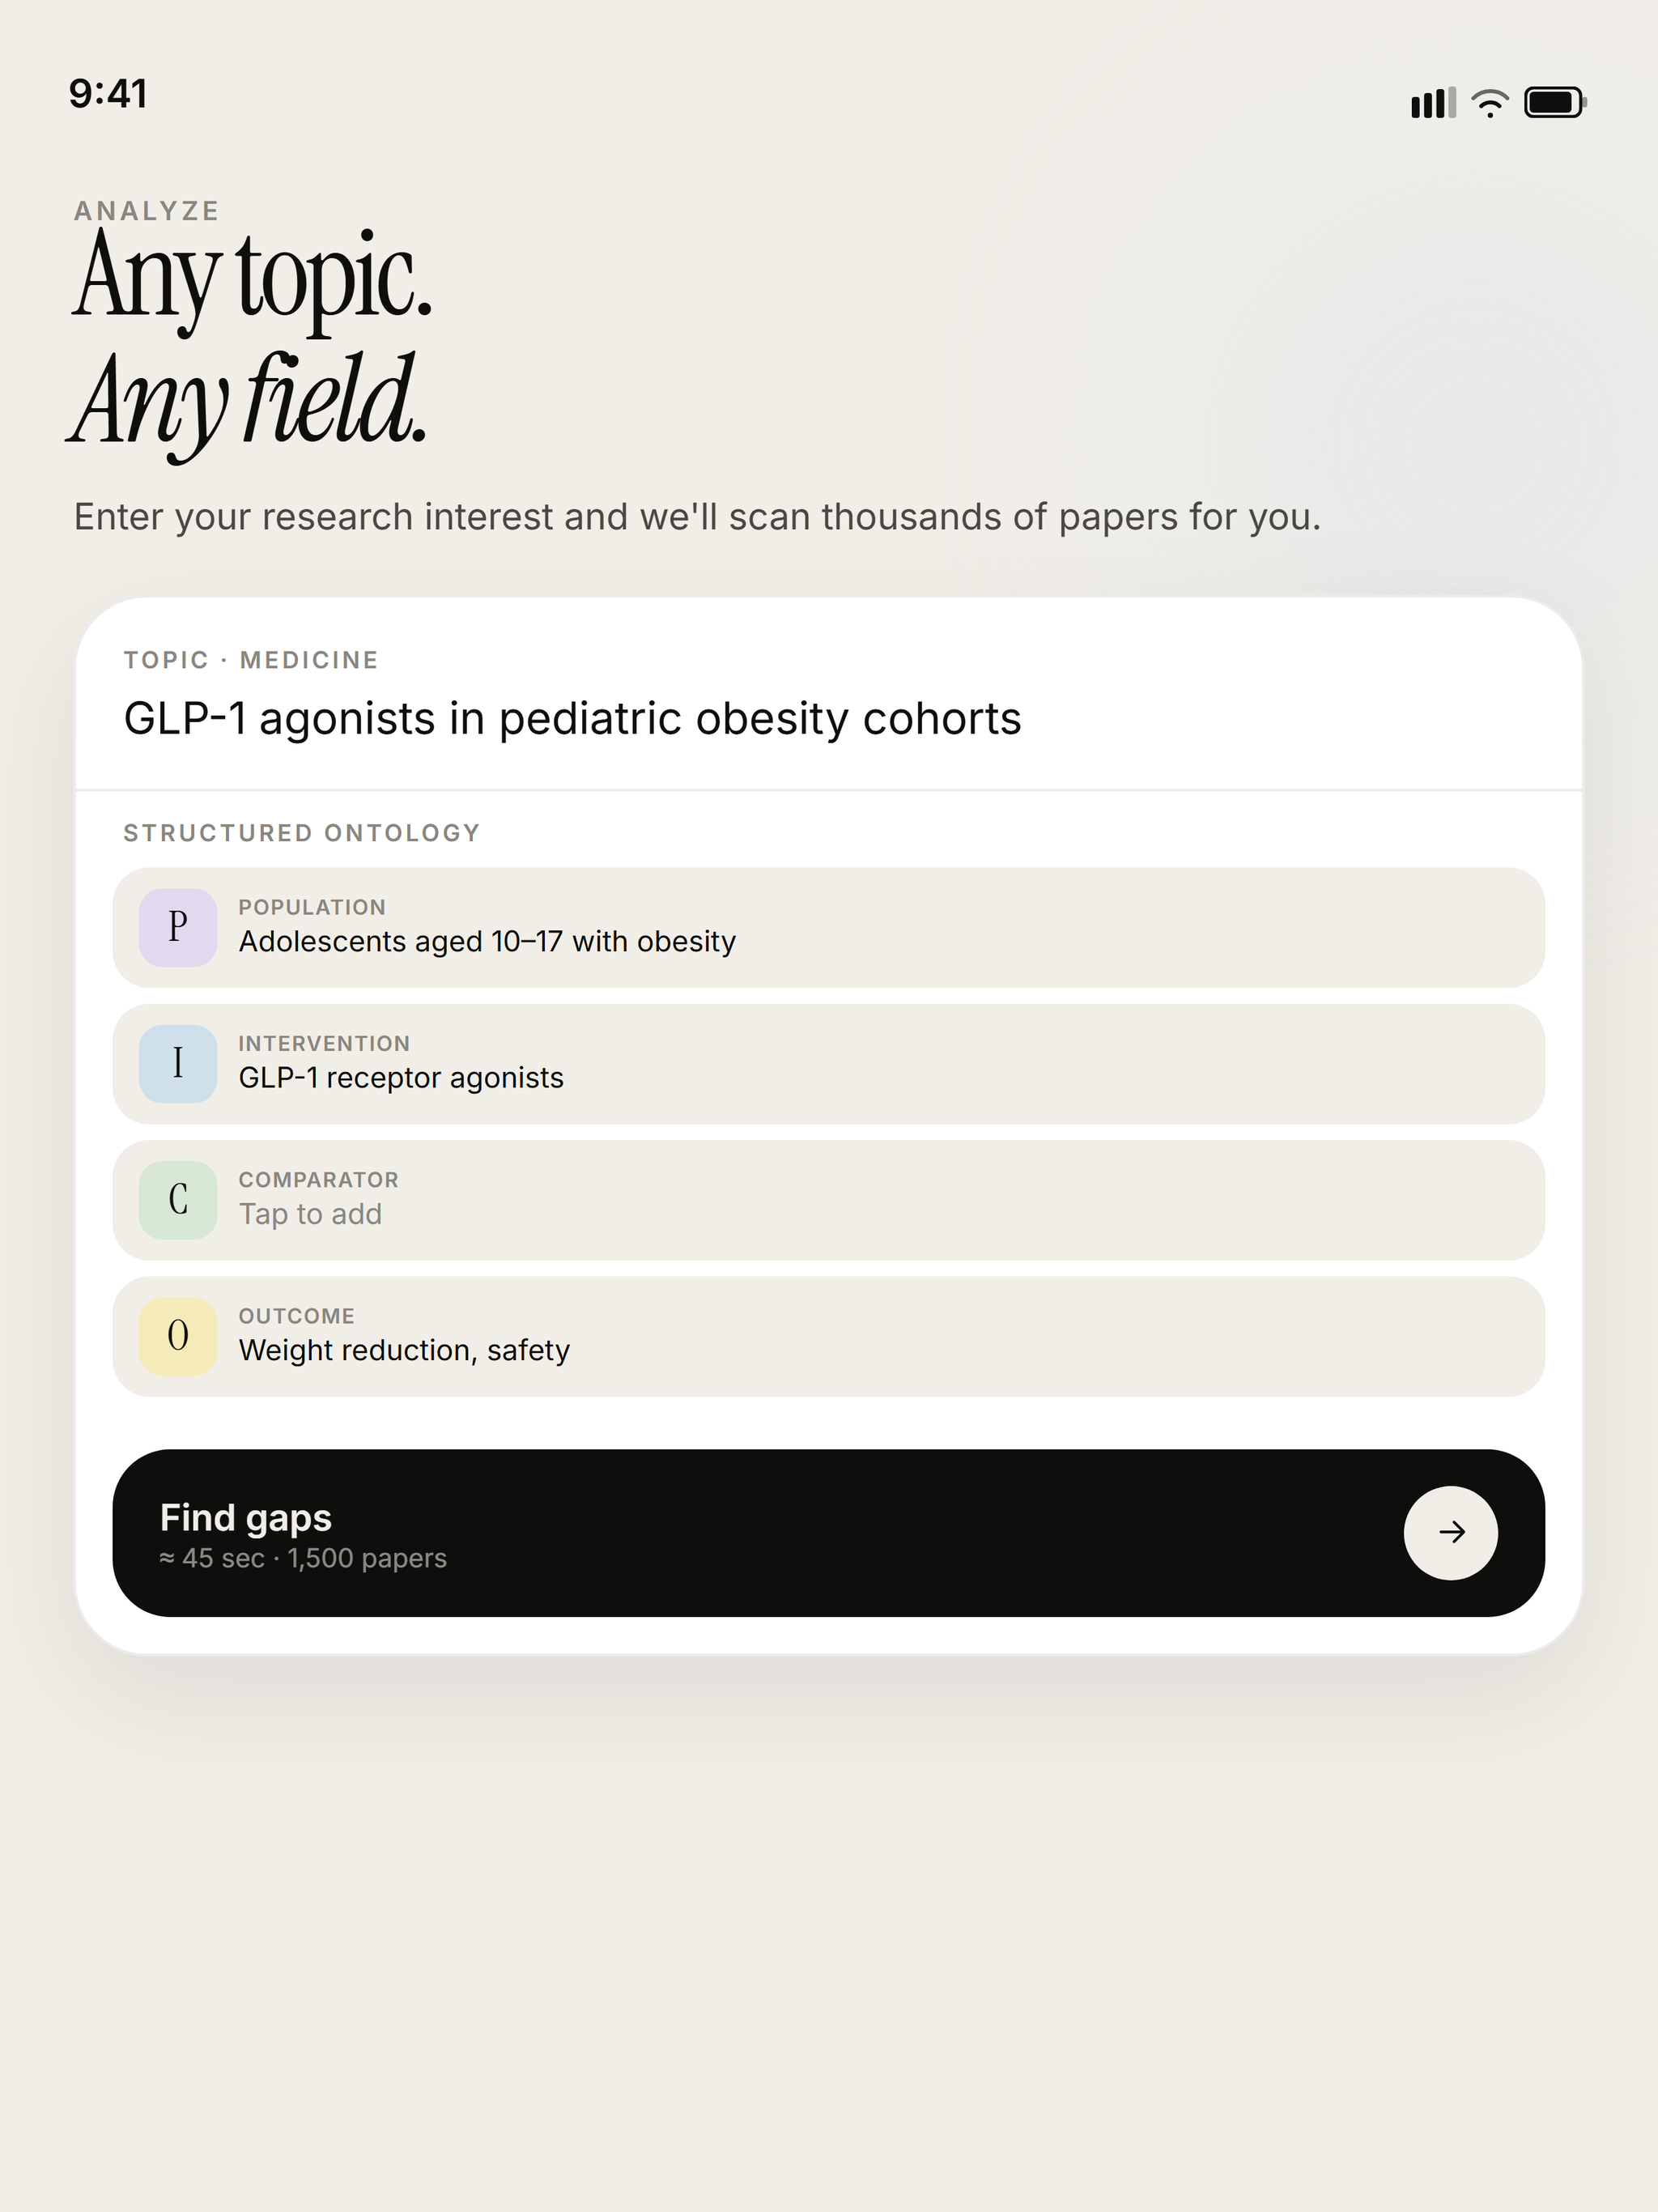 9:41
ANALYZE
Any topic.
Any field.
Enter your research interest and we'll scan thousands of papers for you.
TOPIC · MEDICINE
GLP-1 agonists in pediatric obesity cohorts
STRUCTURED ONTOLOGY
P
POPULATION
Adolescents aged 10–17 with obesity
I
INTERVENTION
GLP-1 receptor agonists
C
COMPARATOR
Tap to add
O
OUTCOME
Weight reduction, safety
Find gaps
≈ 45 sec · 1,500 papers